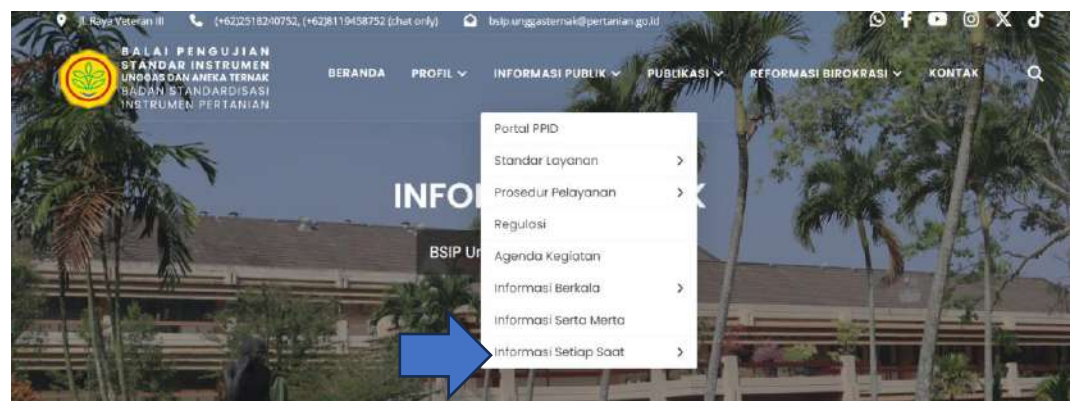 Jl. Raya Veteran III (+62)2518240752, (+62)8119458752 (chat only) bsip.unggasternak@pertanian.go.id
BALAI PENGUJIAN
STANDAR INSTRUMEN
UNGGAS DAN ANEKA TERNAK
BADAN STANDARDISASI
INSTRUMEN PERTANIAN
BERANDA PROFIL INFORMASI PUBLIK PUBLIKASI REFORMASI BIROKRASI KONTAK
Portal PPID
Standar Layanan
Prosedur Pelayanan
Regulasi
Agenda Kegiatan
Informasi Berkala
Informasi Serta Merta
Informasi Setiap Saat
INFO K
BSIP Un